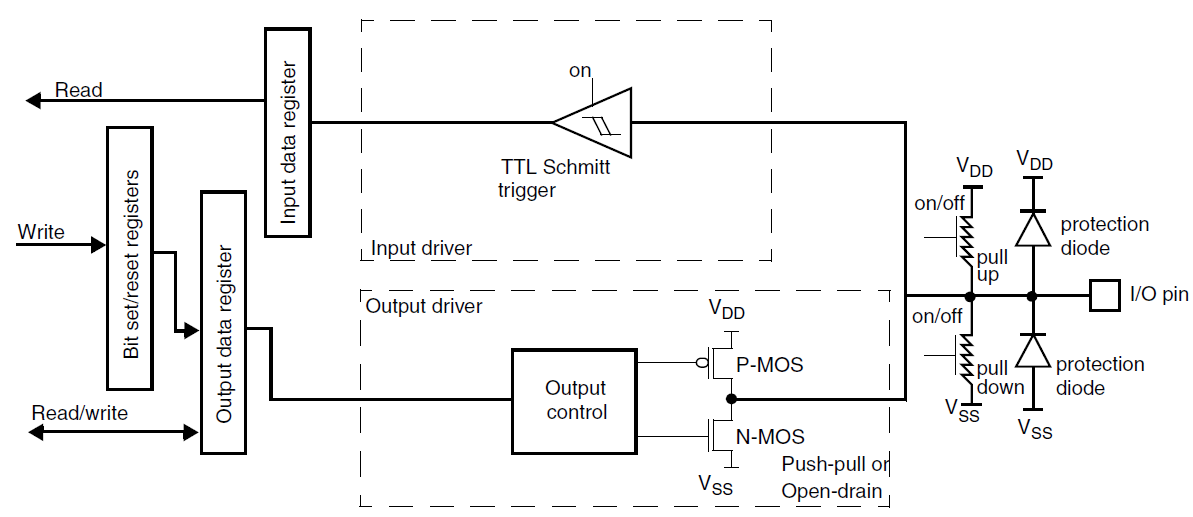 Read
Input data register
on
TTL Schmitt
trigger
Input driver
Write
Bit set/reset registers
Output data register
Read/write
Output driver
VDD
P-MOS
Output
control
N-MOS
VSS
Push-pull or
Open-drain
VDD
on/off
pull
up
VDD
protection
diode
I/O pin
on/off
pull
down
VSS
protection
diode
VSS